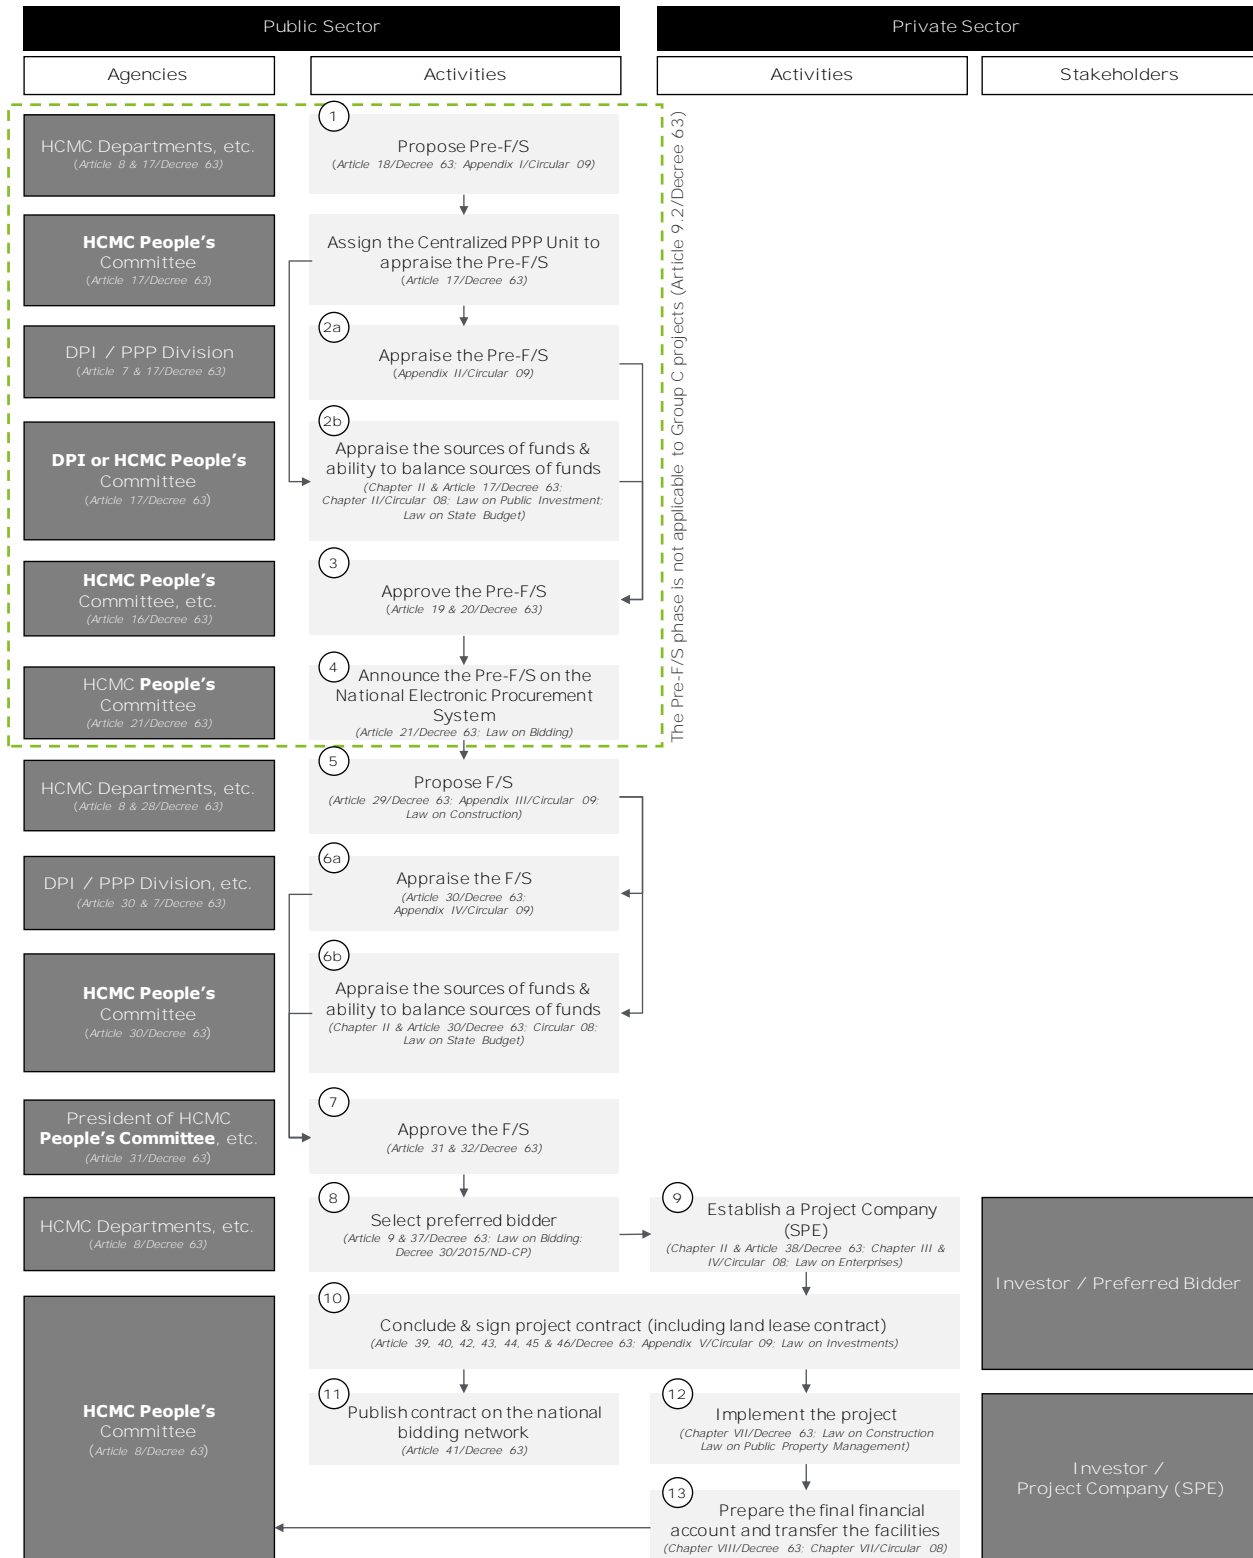 Public Sector
Private Sector
Agencies
Activities
Activities
Stakeholders
HCMC Departments, etc.
(Article 8 & 17/Decree 63)
1
Propose Pre-F/S
(Article 18/Decree 63; Appendix I/Circular 09)
HCMC People's
Committee
(Article 17/Decree 63)
Assign the Centralized PPP Unit to
appraise the Pre-F/S
(Article 17/Decree 63)
DPI / PPP Division
(Article 7 & 17/Decree 63)
2a
Appraise the Pre-F/S
(Appendix II/Circular 09)
DPI or HCMC People's
Committee
(Article 17/Decree 63)
2b
Appraise the sources of funds &
ability to balance sources of funds
(Chapter II & Article 17/Decree 63;
Chapter II/Circular 08; Law on Public Investment;
Law on State Budget)
HCMC People's
Committee, etc.
(Article 16/Decree 63)
3
Approve the Pre-F/S
(Article 19 & 20/Decree 63)
HCMC People's
Committee
(Article 21/Decree 63)
4
Announce the Pre-F/S on the
National Electronic Procurement
System
(Article 21/Decree 63; Law on Bidding)
The Pre-F/S phase is not applicable to Group C projects (Article 9.2/Decree 63)
HCMC Departments, etc.
(Article 8 & 28/Decree 63)
5
Propose F/S
(Article 29/Decree 63; Appendix III/Circular 09;
Law on Construction)
DPI / PPP Division, etc.
(Article 30 & 7/Decree 63)
6a
Appraise the F/S
(Article 30/Decree 63;
Appendix IV/Circular 09)
HCMC People's
Committee
(Article 30/Decree 63)
6b
Appraise the sources of funds &
ability to balance sources of funds
(Chapter II & Article 30/Decree 63; Circular 08;
Law on State Budget)
President of HCMC
People's Committee, etc.
(Article 31/Decree 63)
7
Approve the F/S
(Article 31 & 32/Decree 63)
HCMC Departments, etc.
(Article 8/Decree 63)
8
Select preferred bidder
(Article 9 & 37/Decree 63; Law on Bidding:
Decree 30/2015/ND-CP)
9
Establish a Project Company
(SPE)
(Chapter II & Article 38/Decree 63; Chapter III &
IV/Circular 08; Law on Enterprises)
Investor / Preferred Bidder
10
Conclude & sign project contract (including land lease contract)
(Article 39, 40, 42, 43, 44, 45 & 46/Decree 63; Appendix V/Circular 09; Law on Investments)
HCMC People's
Committee
(Article 8/Decree 63)
11
Publish contract on the national
bidding network
(Article 41/Decree 63)
12
Implement the project
(Chapter VII/Decree 63; Law on Construction
Law on Public Property Management)
Investor /
Project Company (SPE)
13
Prepare the final financial
account and transfer the facilities
(Chapter VIII/Decree 63; Chapter VII/Circular 08)